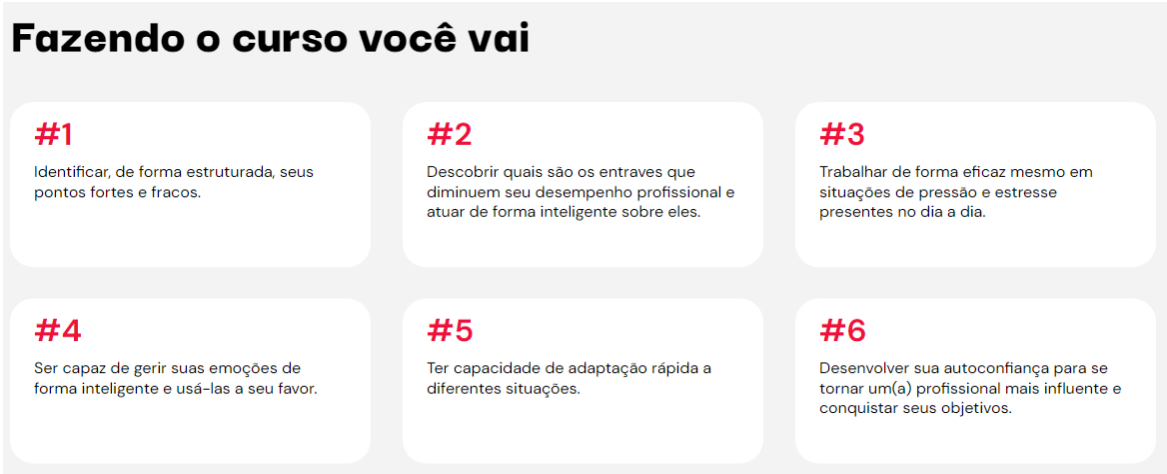 Fazendo o curso você vai
#1
Identificar, de forma estruturada, seus
pontos fortes e fracos.
#2
Descobrir quais são os entraves que
diminuem seu desempenho profissional e
atuar de forma inteligente sobre eles.
#3
Trabalhar de forma eficaz mesmo em
situações de pressão e estresse
presentes no dia a dia.
#4
Ser capaz de gerir suas emoções de
forma inteligente e usá-las a seu favor.
#5
Ter capacidade de adaptação rápida a
diferentes situações.
#6
Desenvolver sua autoconfiança para se
tornar um(a) profissional mais influente e
conquistar seus objetivos.